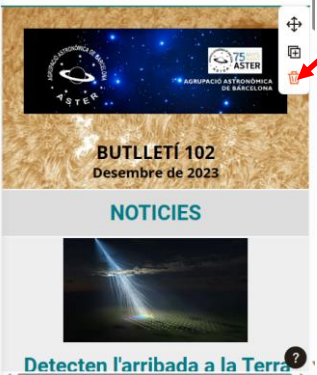 AGRUPACIÓ ASTRONÒMICA DE BARCELONA
ASTER
75
ASTER
AGRUPACIÓ ASTRONÒMICA
DE BARCELONA
BUTLLETÍ 102
Desembre de 2023
NOTICIES
Detecten l'arribada a la Terra
?